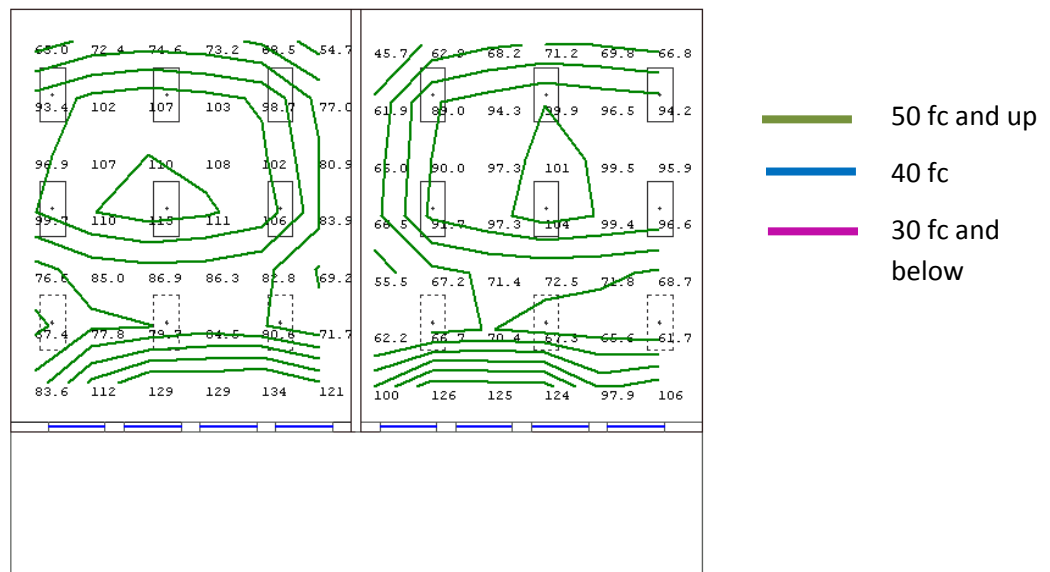 65.0 72.4 74.6 73.2 68.5 54.7 45.7 62.9 68.2 71.2 69.8 66.8
93.4 102 107 103 98.7 77.0 61.9 89.0 94.3 99.9 96.5 94.2
50 fc and up
96.9 107 110 108 102 80.9 65.0 90.0 97.3 101 99.5 95.9
40 fc
99.7 110 115 111 106 83.9 66.5 91.7 97.3 104 99.4 96.6
30 fc and
below
76.6 85.0 86.9 86.3 82.8 69.2 55.5 67.2 71.4 72.5 71.8 68.7
67.4 77.8 79.7 84.5 90.8 71.7 62.2 66.7 70.4 67.3 65.6 61.7
83.6 112 129 129 134 121 100 126 125 124 97.9 106